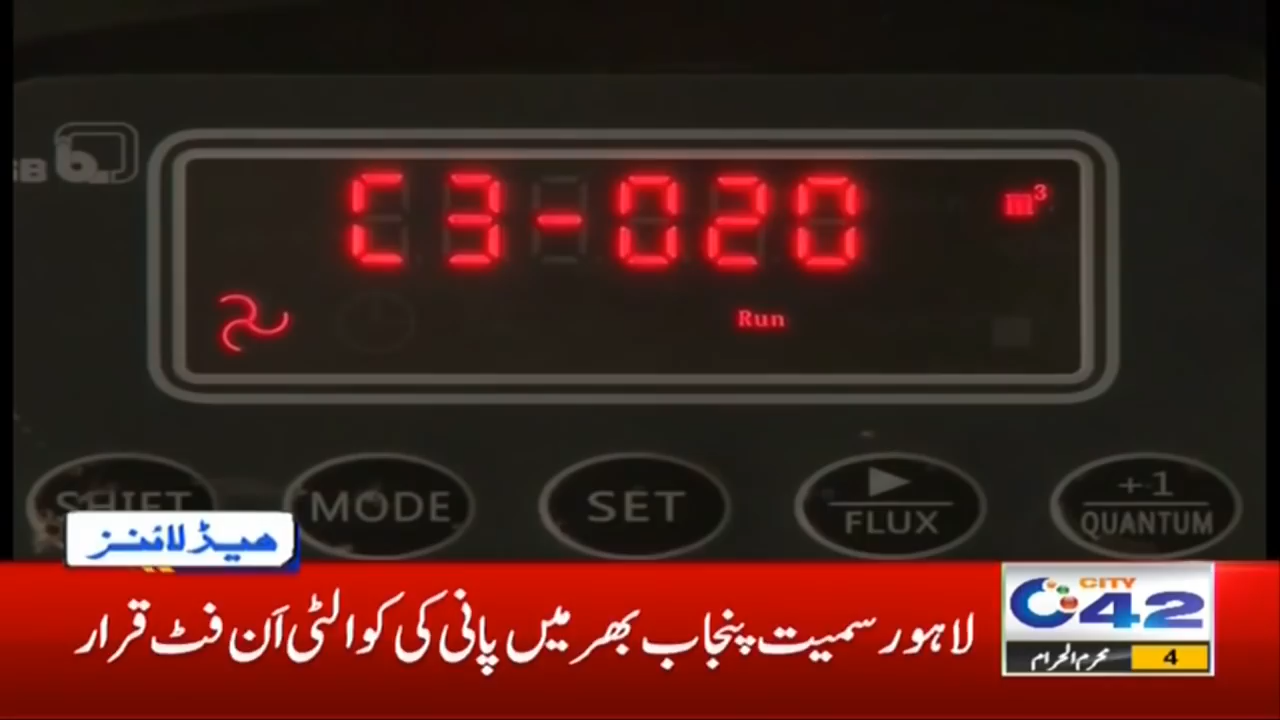 C3-020
m³
Run
SHIFT
MODE
SET
FLUX
+1
QUANTUM
ہیڈلائنز
لاہور سمیت پنجاب بھر میں پانی کی کوالٹی اَن فٹ قرار
CITY
42
محرم الحرام
4